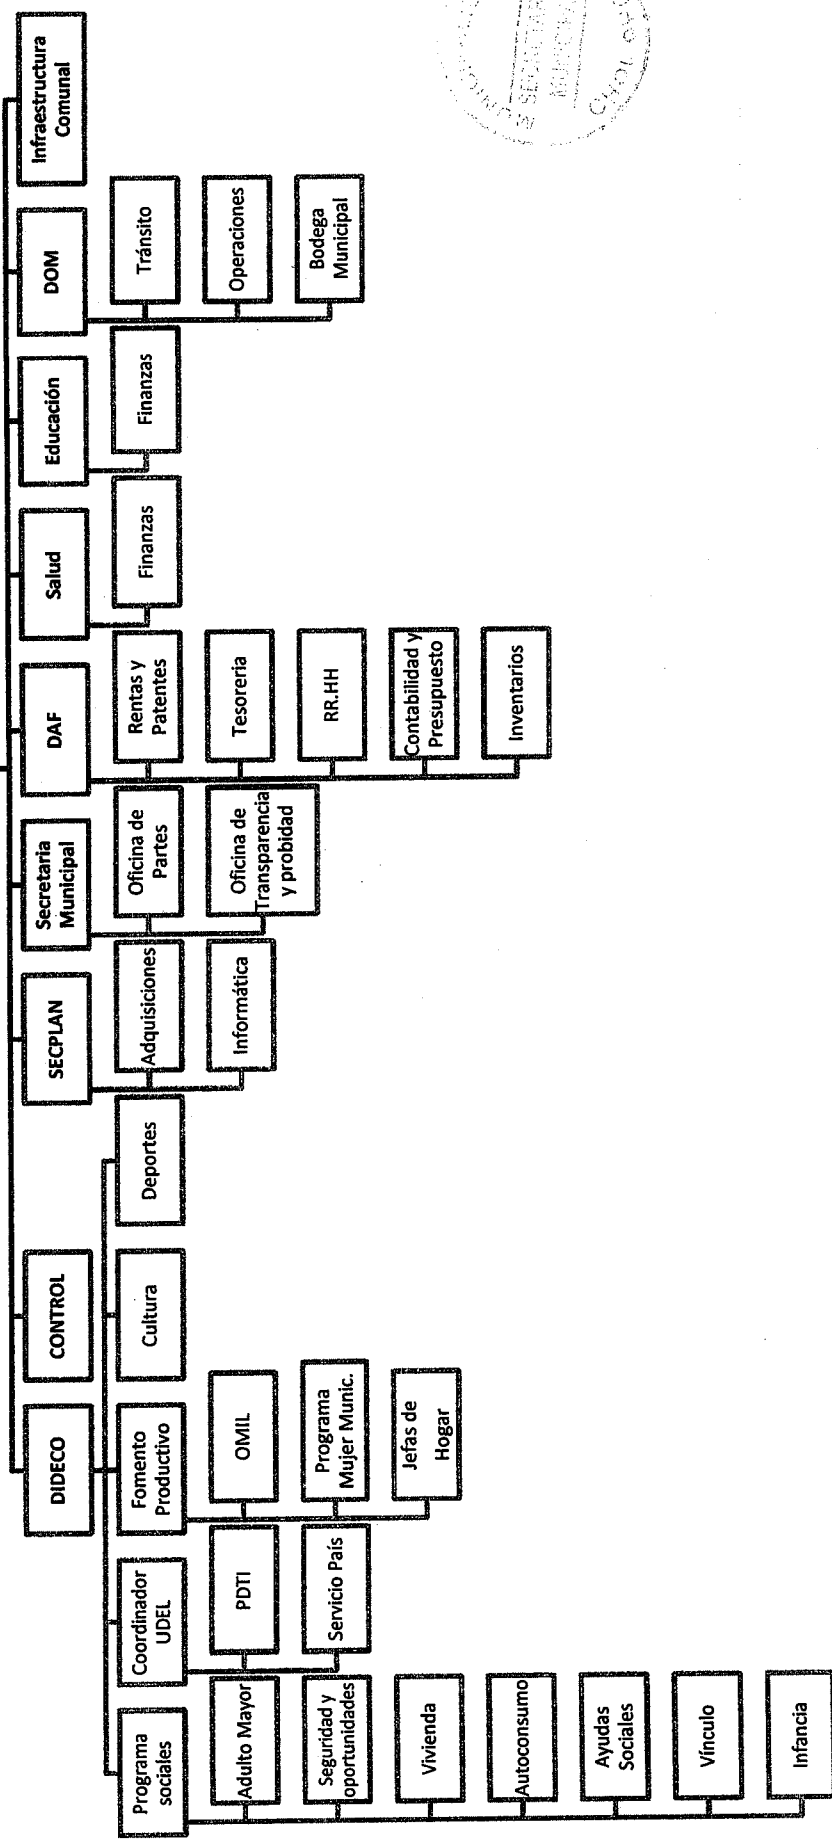 DIDECO
CONTROL
SECPLAN
Secretaria
Municipal
DAF
Salud
Educación
DOM
Infraestructura
Comunal
Programa
sociales
Coordinador
UDEL
Fomento
Productivo
Cultura
Deportes
Adquisiciones
Oficina de
Partes
Rentas y
Patentes
Finanzas
Finanzas
Tránsito
Adulto Mayor
PDTI
OMIL
Informática
Oficina de
Transparencia
y probidad
Tesoreria
Operaciones
Seguridad y
oportunidades
Servicio País
Programa
Mujer Munic.
RR.HH
Bodega
Municipal
Vivienda
Jefas de
Hogar
Contabilidad y
Presupuesto
Autoconsumo
Inventarios
Ayudas
Sociales
Vínculo
Infancia
CHOL CHOL